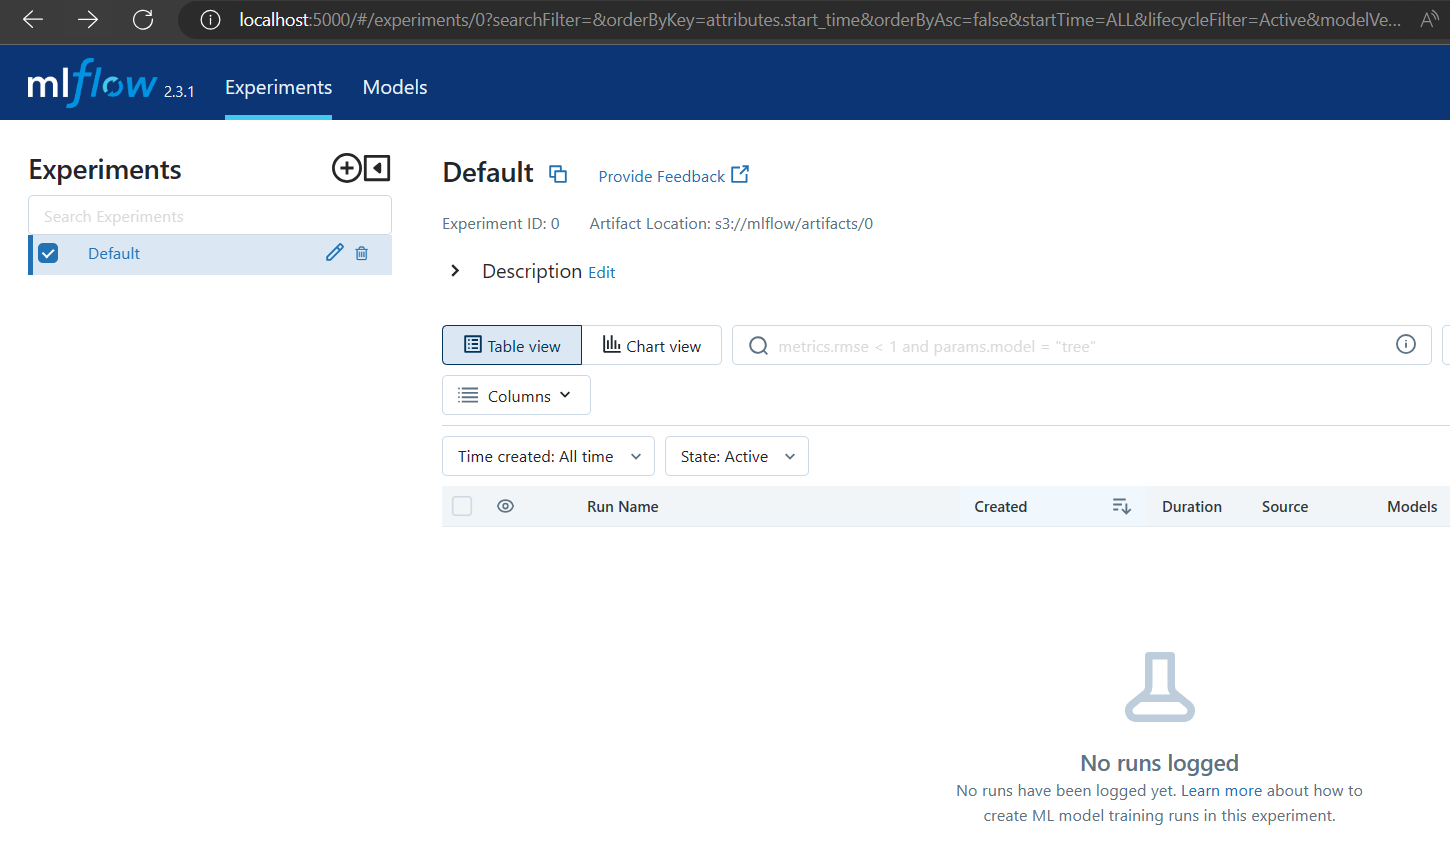 localhost:5000/#/experiments/0?searchFilter=&orderByKey=attributes.start_time&orderByAsc=false&startTime=ALL&lifecycleFilter=Active&modelVe...
mlflow 2.3.1 Experiments Models
Experiments
Search Experiments
Default
Default Provide Feedback
Experiment ID: 0 Artifact Location: s3://mlflow/artifacts/0
Description Edit
Table view Chart view metrics.rmse < 1 and params.model = "tree"
Columns
Time created: All time State: Active
Run Name Created Duration Source Models
No runs logged
No runs have been logged yet. Learn more about how to
create ML model training runs in this experiment.